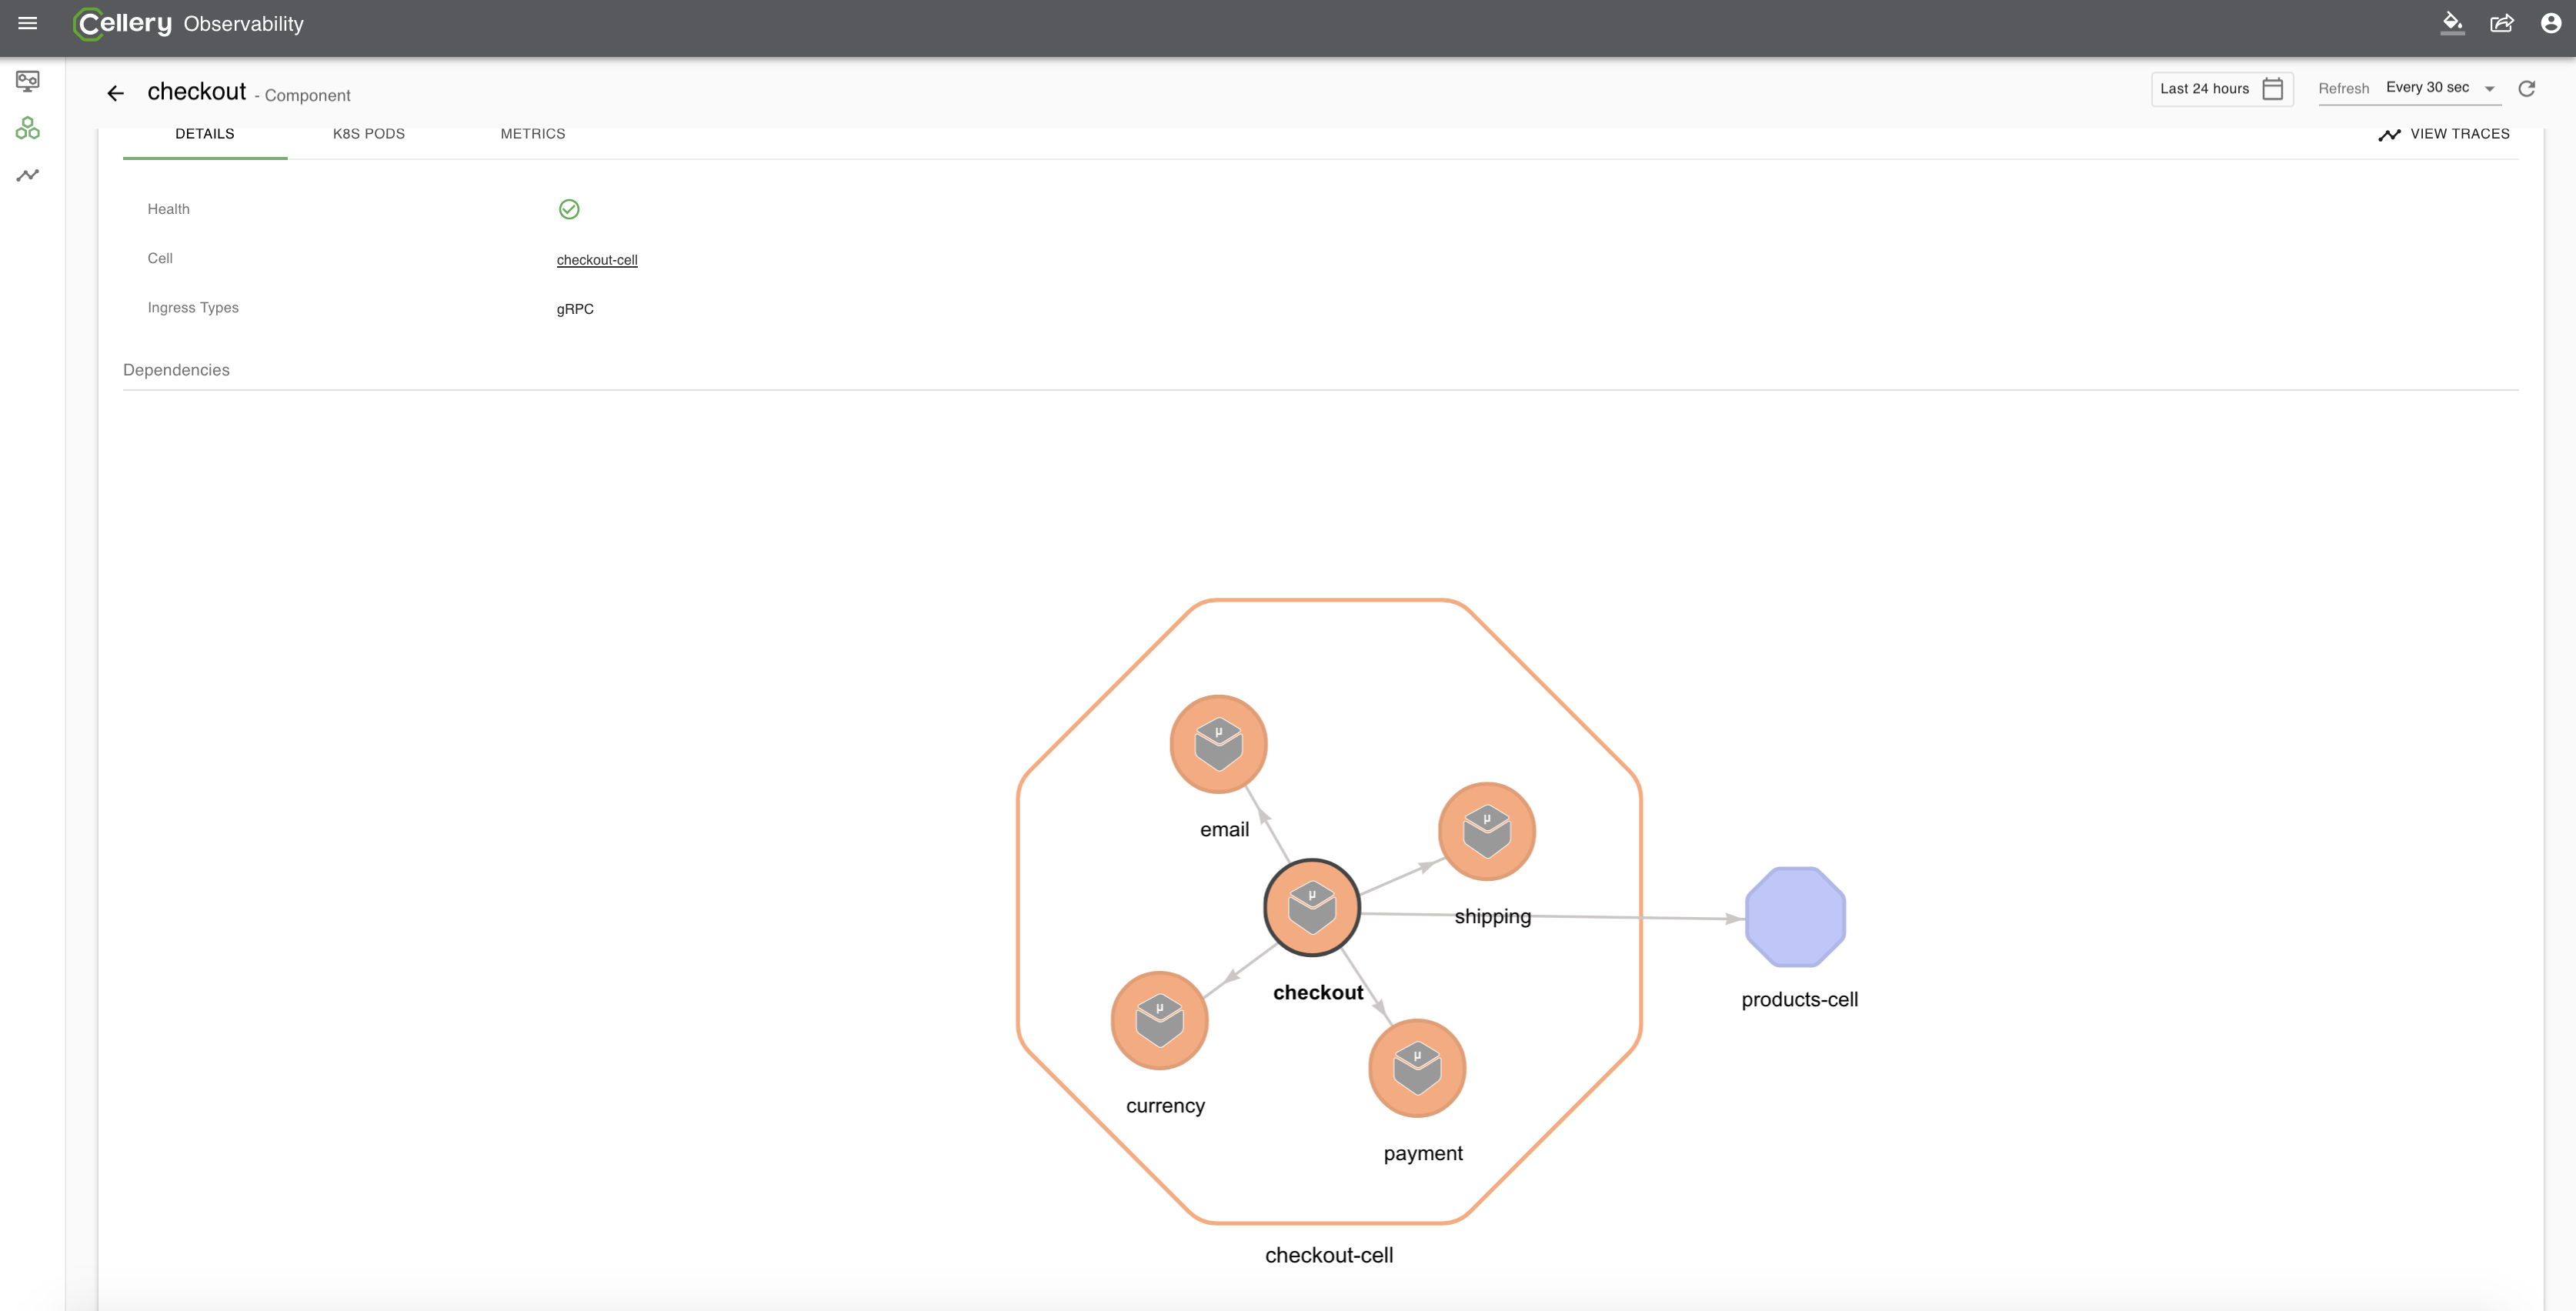 Cellery Observability
checkout - Component
Last 24 hours
Refresh Every 30 sec
DETAILS K8S PODS METRICS
VIEW TRACES
Health
Cell checkout-cell
Ingress Types gRPC
Dependencies
μ
email
μ
shipping
μ
checkout
products-cell
μ
currency
μ
payment
checkout-cell